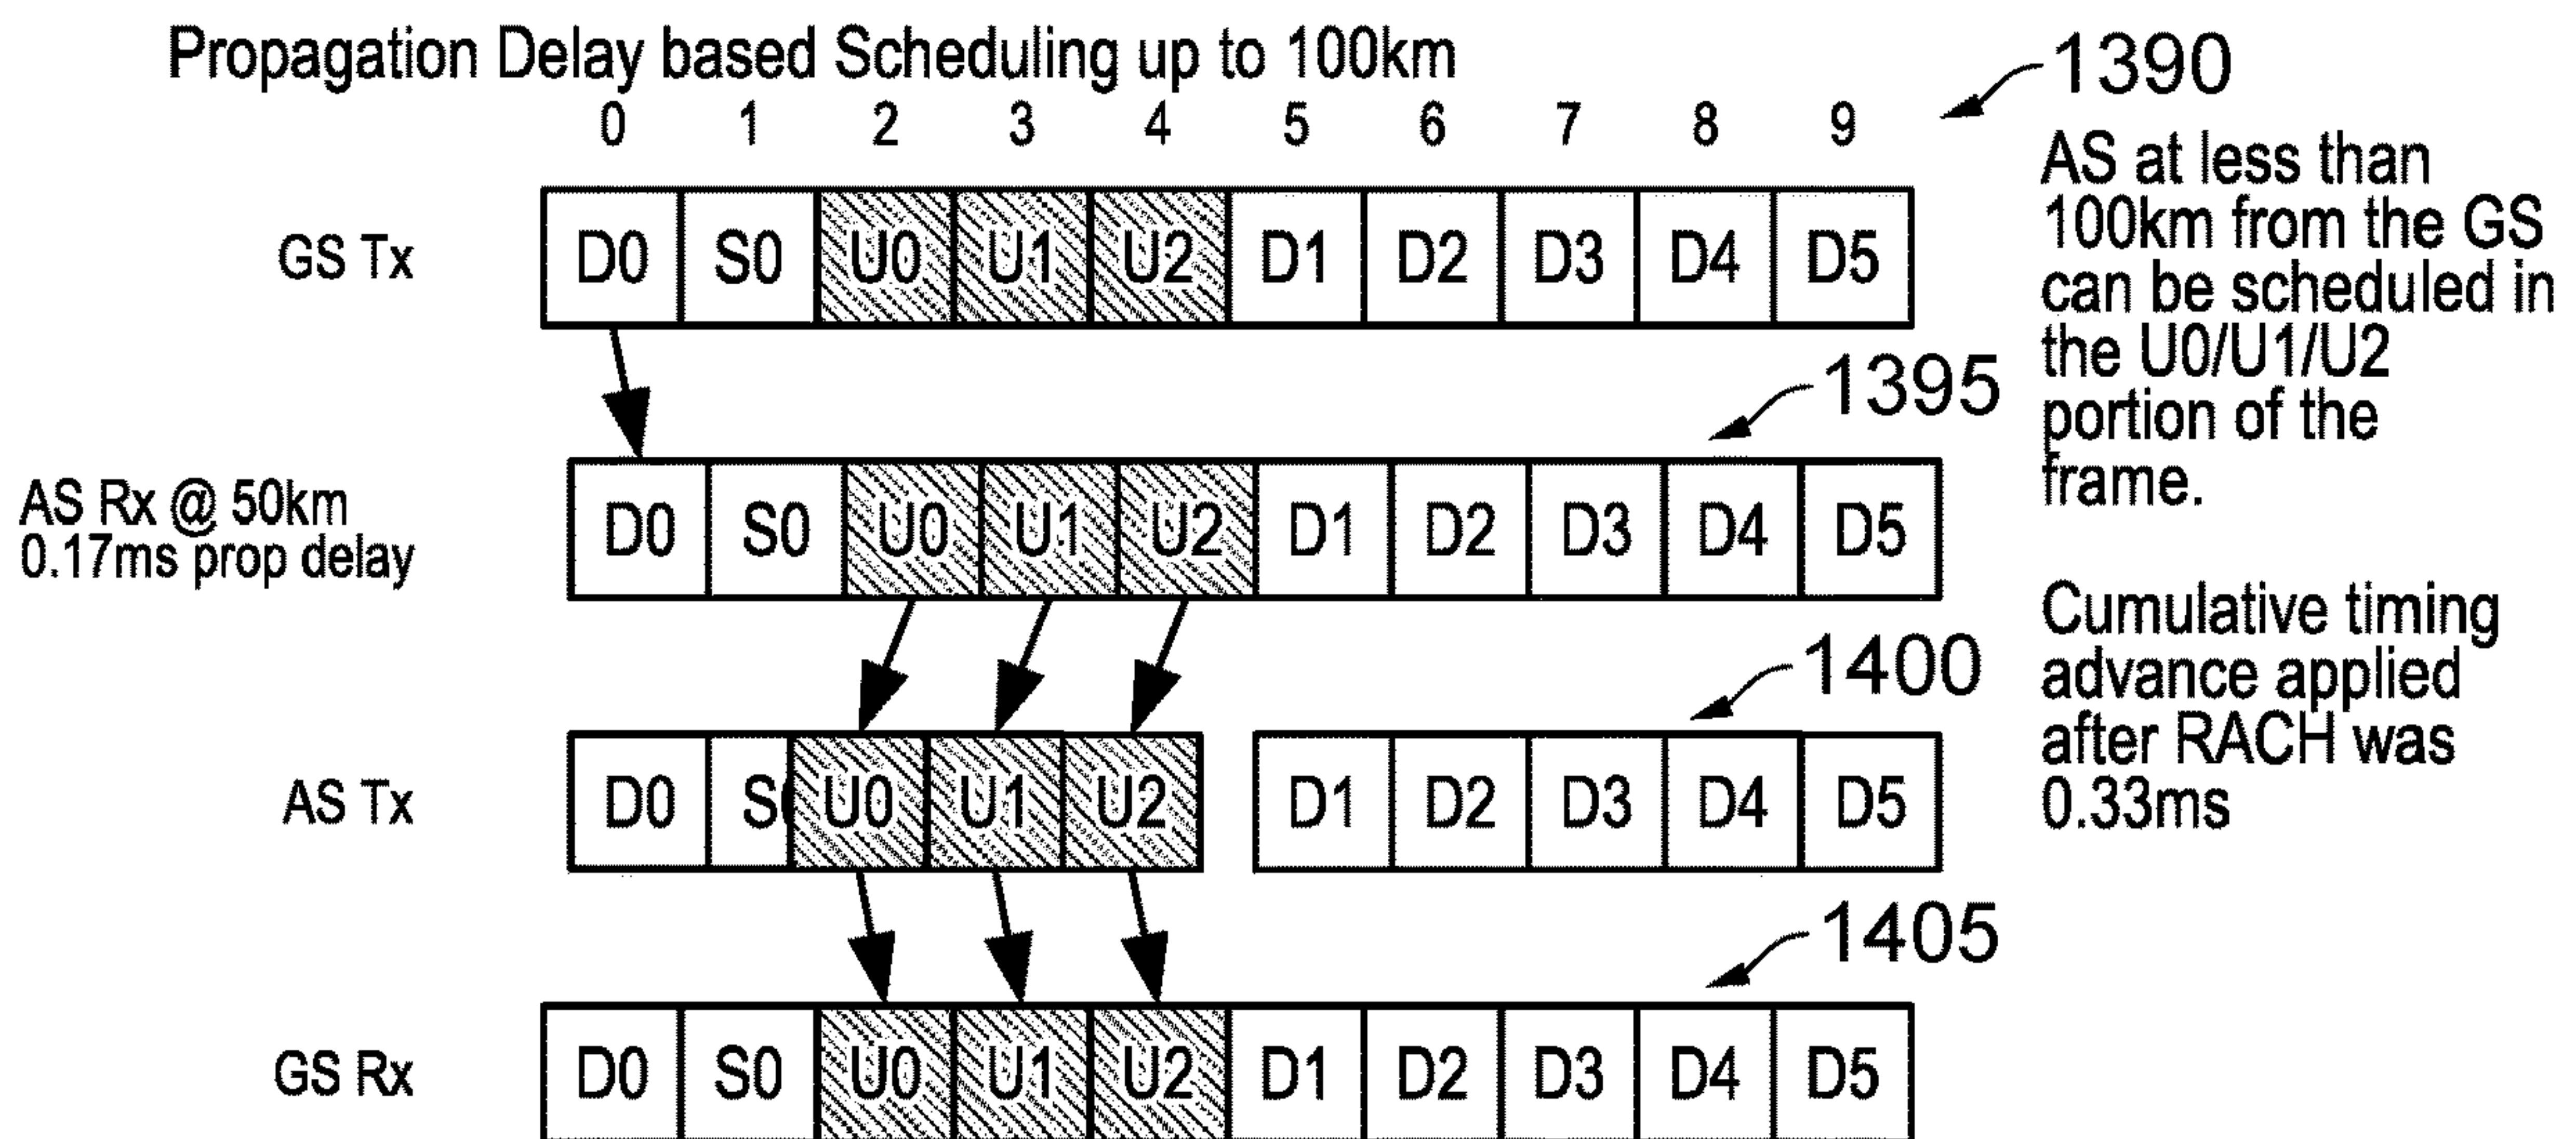 Propagation Delay based Scheduling up to 100km
1390
0 1 2 3 4 5 6 7 8 9
AS at less than
100km from the GS
can be scheduled in
the U0/U1/U2
portion of the
frame.
GS Tx
D0 S0 U0 U1 U2 D1 D2 D3 D4 D5
1395
AS Rx @ 50km
0.17ms prop delay
D0 S0 U0 U1 U2 D1 D2 D3 D4 D5
Cumulative timing
advance applied
after RACH was
0.33ms
1400
AS Tx
D0 S U0 U1 U2 D1 D2 D3 D4 D5
1405
GS Rx
D0 S0 U0 U1 U2 D1 D2 D3 D4 D5